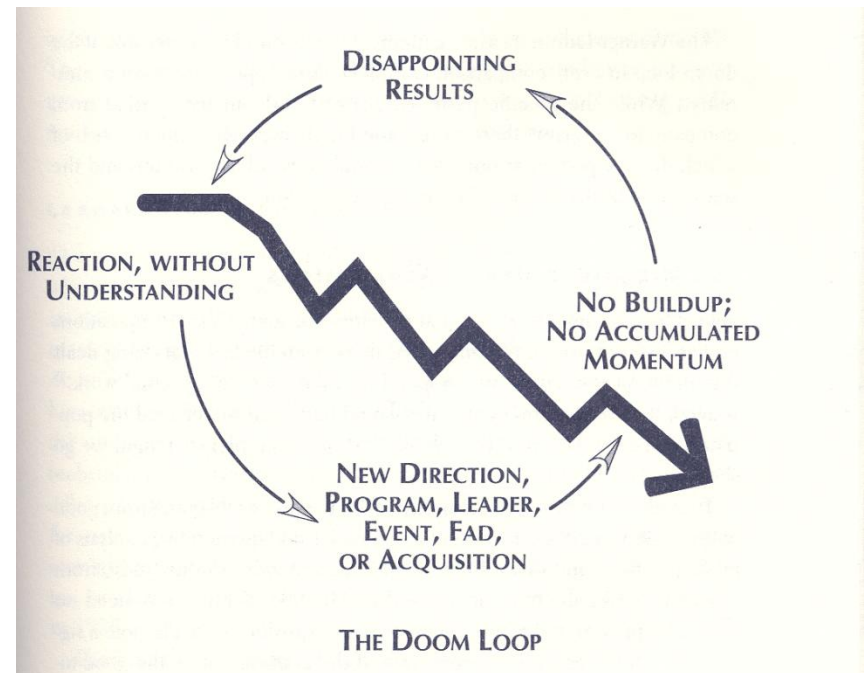 DISAPPOINTING
RESULTS
REACTION, WITHOUT
UNDERSTANDING
NEW DIRECTION,
PROGRAM, LEADER,
EVENT, FAD,
OR ACQUISITION
NO BUILDUP;
NO ACCUMULATED
MOMENTUM
THE DOOM LOOP